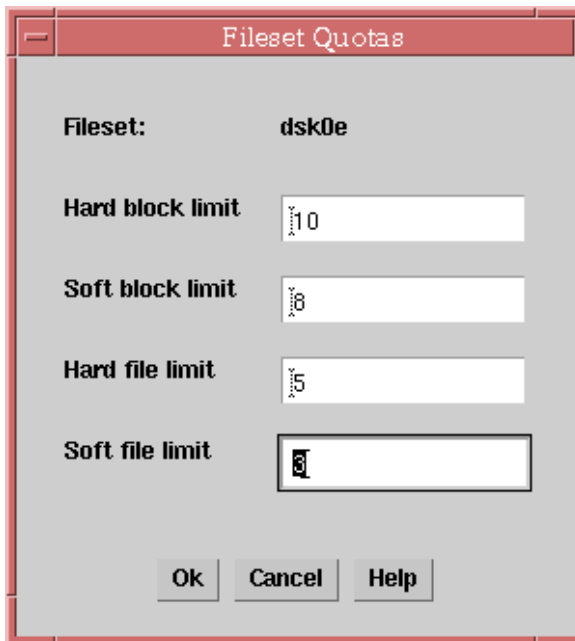 Fileset Quotas
Fileset: dsk0e
Hard block limit 10
Soft block limit 8
Hard file limit 5
Soft file limit 3
Ok Cancel Help